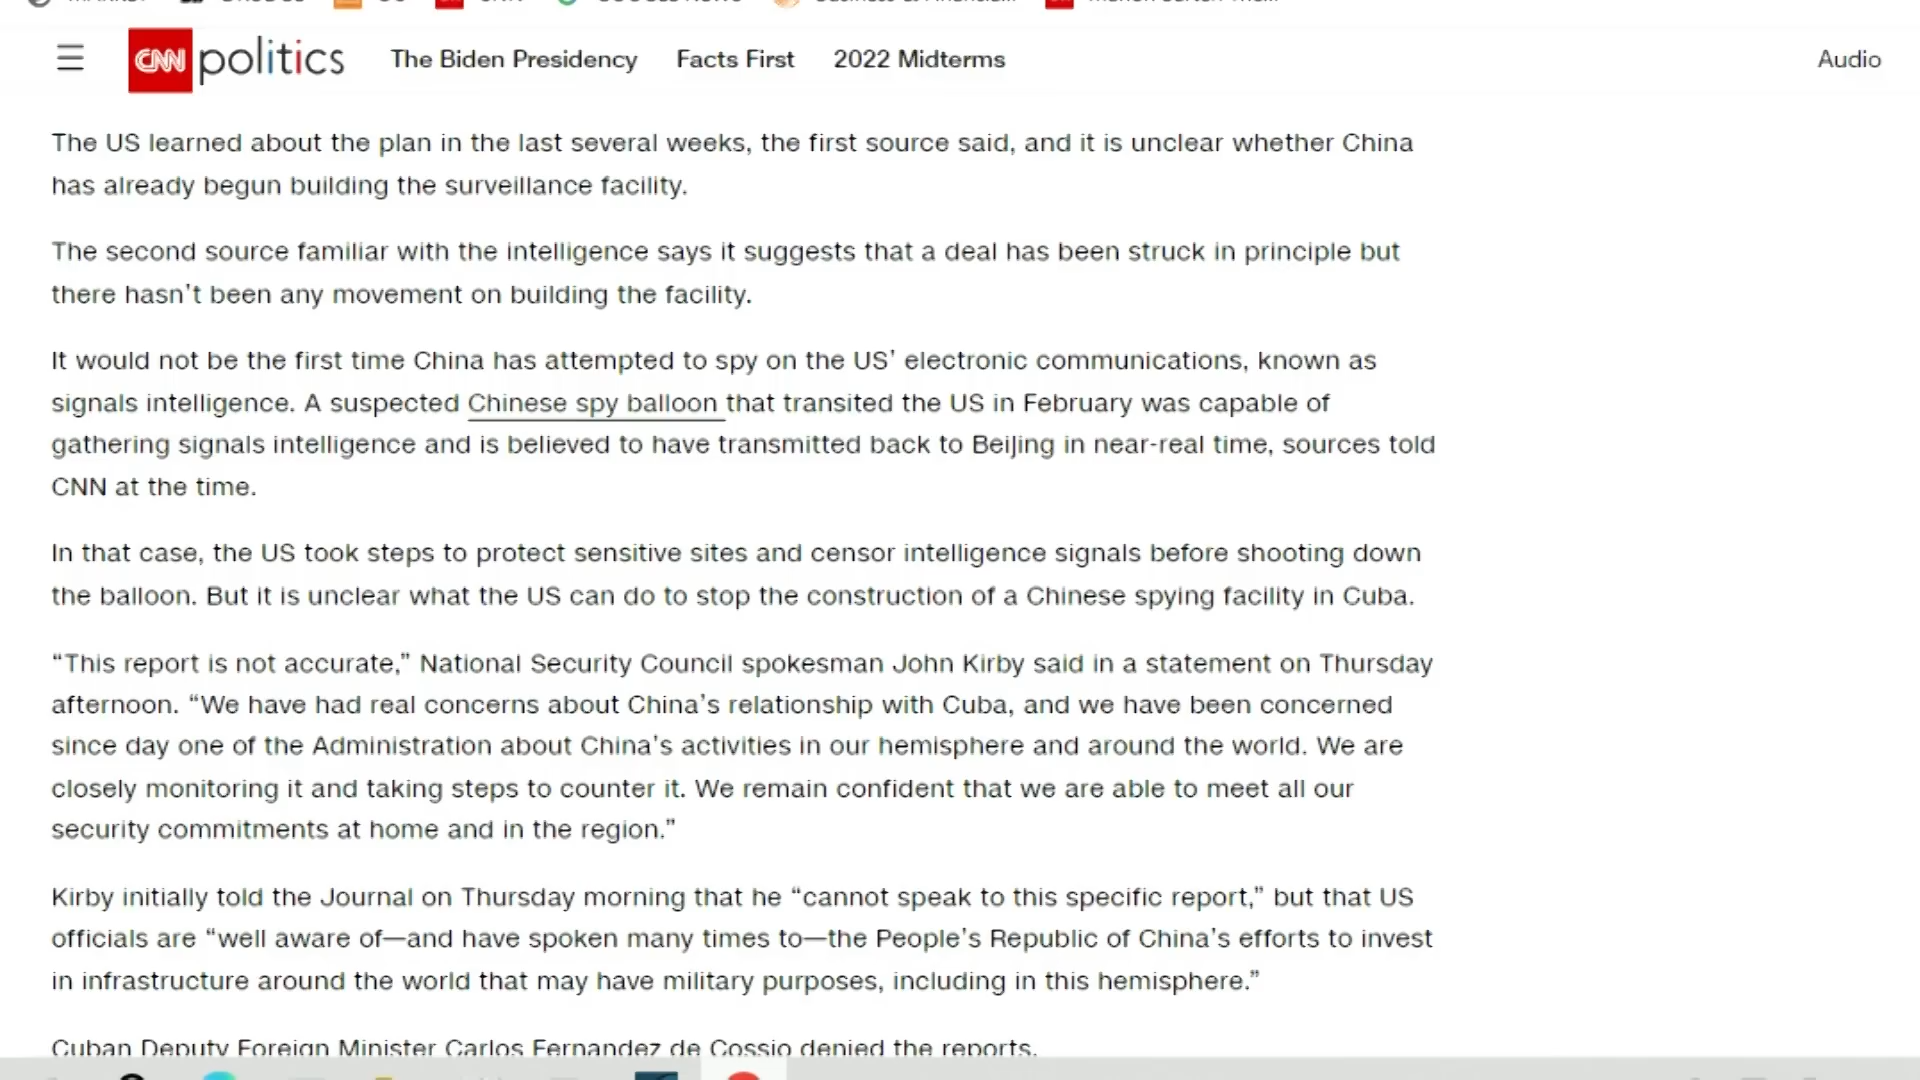 CNN politics The Biden Presidency Facts First 2022 Midterms Audio
The US learned about the plan in the last several weeks, the first source said, and it is unclear whether China
has already begun building the surveillance facility.
The second source familiar with the intelligence says it suggests that a deal has been struck in principle but
there hasn’t been any movement on building the facility.
It would not be the first time China has attempted to spy on the US’ electronic communications, known as
signals intelligence. A suspected Chinese spy balloon that transited the US in February was capable of
gathering signals intelligence and is believed to have transmitted back to Beijing in near-real time, sources told
CNN at the time.
In that case, the US took steps to protect sensitive sites and censor intelligence signals before shooting down
the balloon. But it is unclear what the US can do to stop the construction of a Chinese spying facility in Cuba.
“This report is not accurate,” National Security Council spokesman John Kirby said in a statement on Thursday
afternoon. “We have had real concerns about China’s relationship with Cuba, and we have been concerned
since day one of the Administration about China’s activities in our hemisphere and around the world. We are
closely monitoring it and taking steps to counter it. We remain confident that we are able to meet all our
security commitments at home and in the region.”
Kirby initially told the Journal on Thursday morning that he “cannot speak to this specific report,” but that US
officials are “well aware of—and have spoken many times to—the People’s Republic of China’s efforts to invest
in infrastructure around the world that may have military purposes, including in this hemisphere.”
Cuban Deputy Foreign Minister Carlos Fernandez de Cossio denied the reports.